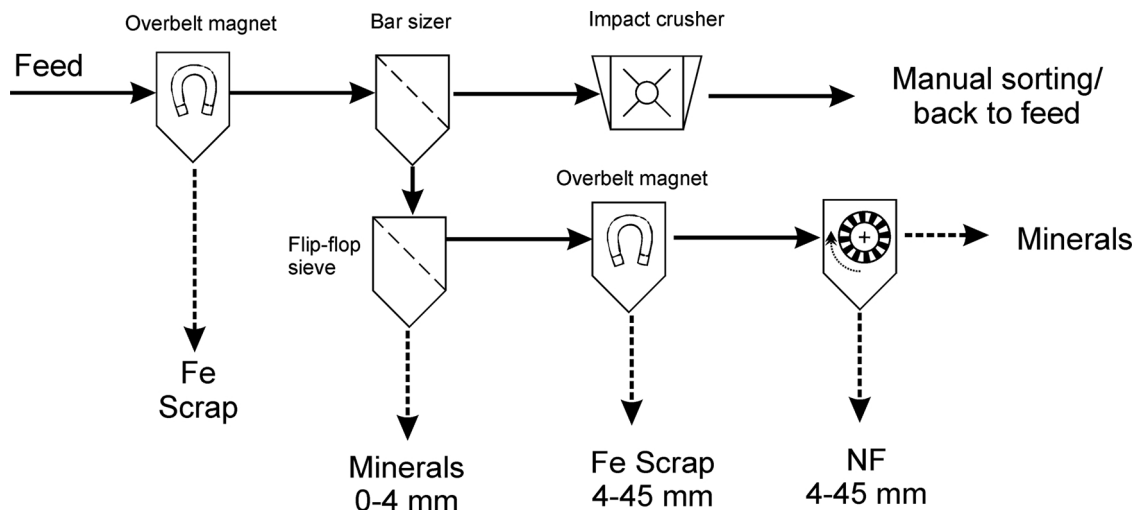 Overbelt magnet
Bar sizer
Impact crusher
Feed
Manual sorting/
back to feed
Overbelt magnet
Flip-flop
sieve
Minerals
Fe
Scrap
Minerals
0-4 mm
Fe Scrap
4-45 mm
NF
4-45 mm